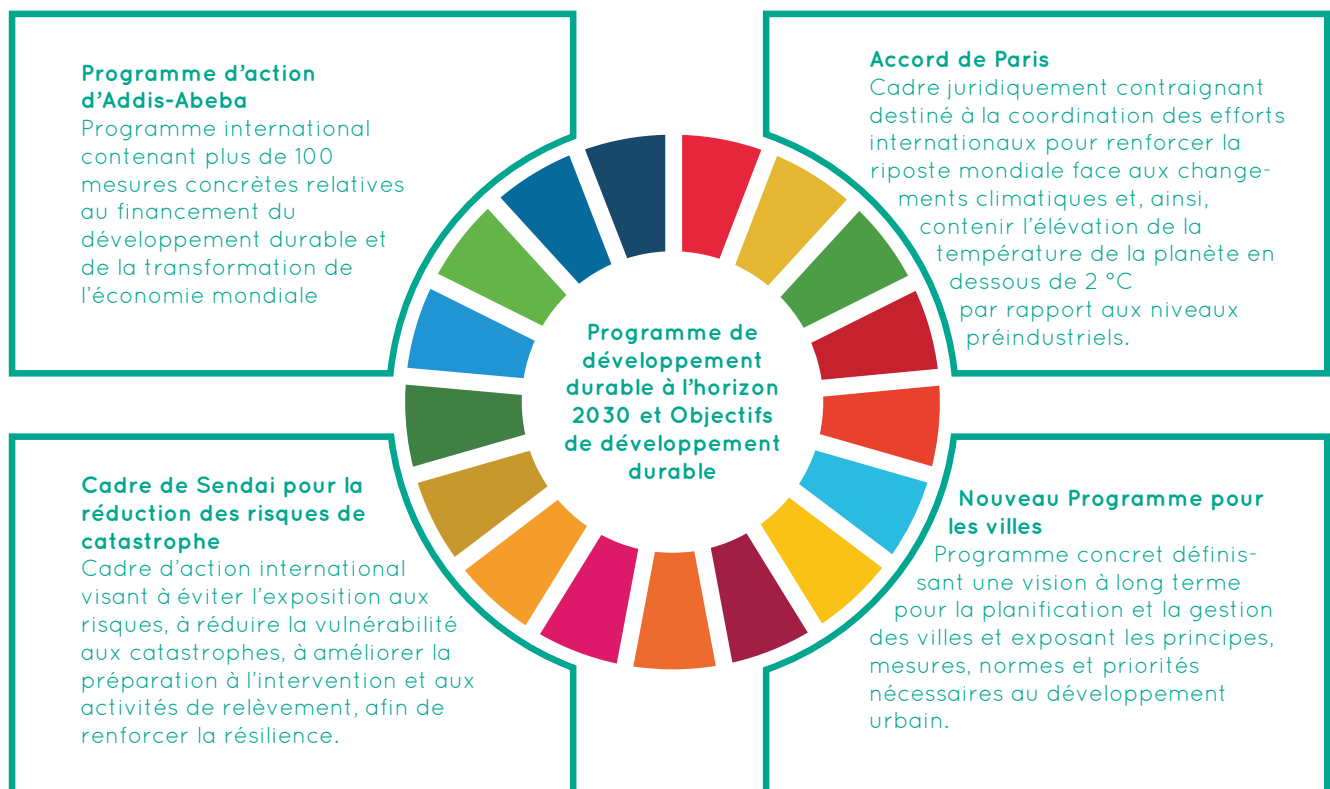 Programme d’action
d’Addis-Abeba
Programme international
contenant plus de 100
mesures concrètes relatives
au financement du
développement durable et
de la transformation de
l’économie mondiale
Accord de Paris
Cadre juridiquement contraignant
destiné à la coordination des efforts
internationaux pour renforcer la
riposte mondiale face aux change-
ments climatiques et, ainsi,
contenir l’élévation de la
température de la planète en
dessous de 2 °C
par rapport aux niveaux
préindustriels.
Programme de
développement
durable à l’horizon
2030 et Objectifs
de développement
durable
Cadre de Sendai pour la
réduction des risques de
catastrophe
Cadre d’action international
visant à éviter l’exposition aux
risques, à réduire la vulnérabilité
aux catastrophes, à améliorer la
préparation à l’intervention et aux
activités de relèvement, afin de
renforcer la résilience.
Nouveau Programme pour
les villes
Programme concret définis-
sant une vision à long terme
pour la planification et la gestion
des villes et exposant les principes,
mesures, normes et priorités
nécessaires au développement
urbain.